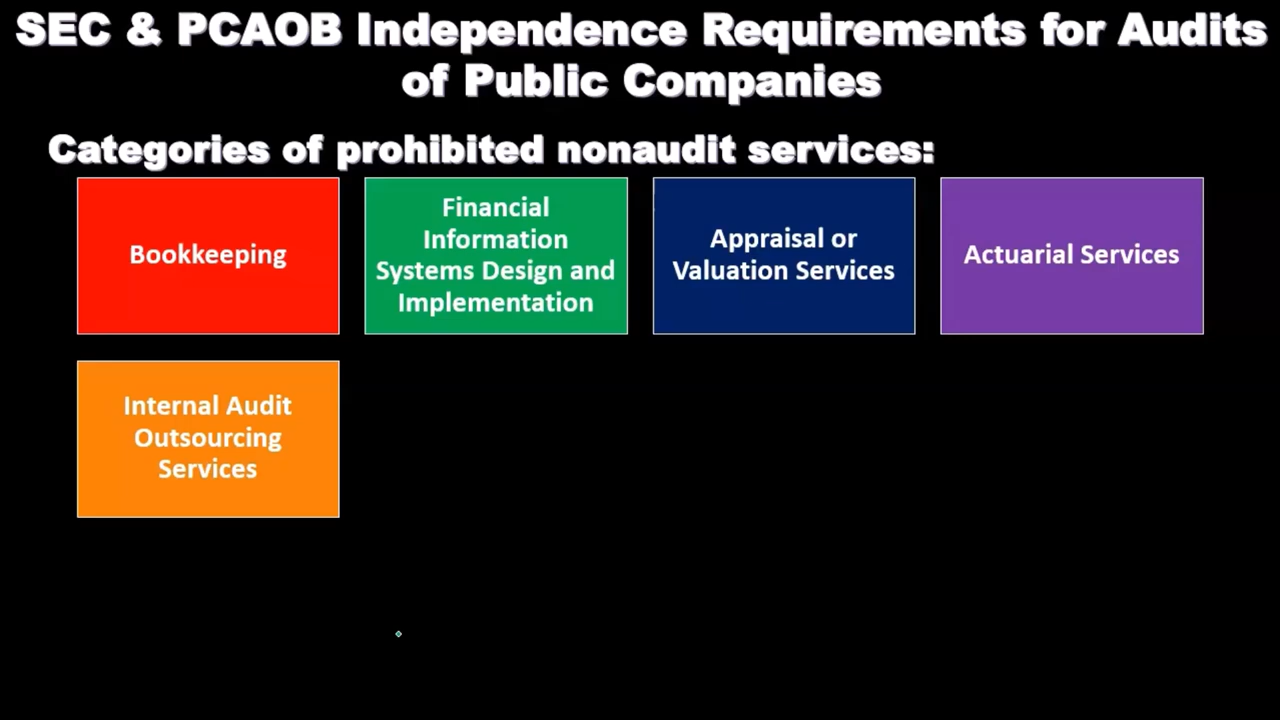 SEC & PCAOB Independence Requirements for Audits
of Public Companies
Categories of prohibited nonaudit services:
Bookkeeping
Financial
Information
Systems Design and
Implementation
Appraisal or
Valuation Services
Actuarial Services
Internal Audit
Outsourcing
Services